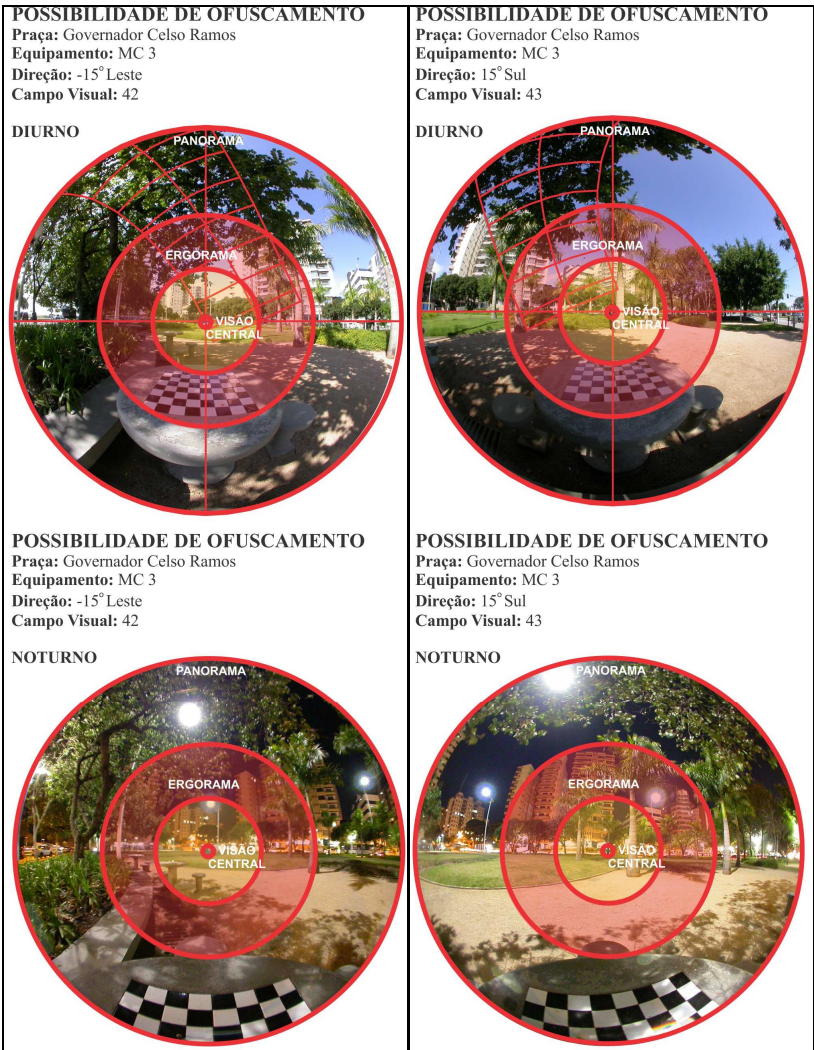 POSSIBILIDADE DE OFUSCAMENTO
Praça: Governador Celso Ramos
Equipamento: MC 3
Direção: -15° Leste
Campo Visual: 42
DIURNO
PANORAMA
ERGORAMA
VISÃO
CENTRAL
POSSIBILIDADE DE OFUSCAMENTO
Praça: Governador Celso Ramos
Equipamento: MC 3
Direção: 15° Sul
Campo Visual: 43
DIURNO
PANORAMA
ERGORAMA
VISÃO
CENTRAL
POSSIBILIDADE DE OFUSCAMENTO
Praça: Governador Celso Ramos
Equipamento: MC 3
Direção: -15° Leste
Campo Visual: 42
NOTURNO
PANORAMA
ERGORAMA
VISÃO
CENTRAL
POSSIBILIDADE DE OFUSCAMENTO
Praça: Governador Celso Ramos
Equipamento: MC 3
Direção: 15° Sul
Campo Visual: 43
NOTURNO
PANORAMA
ERGORAMA
VISÃO
CENTRAL